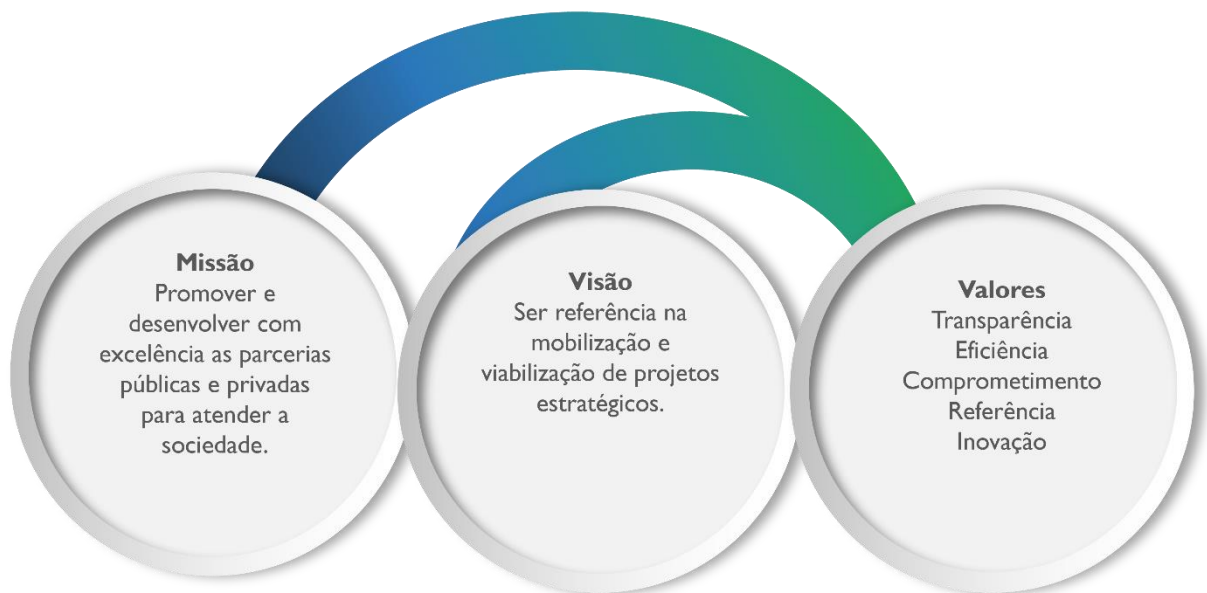 Missão
Promover e
desenvolver com
excelência as parcerias
públicas e privadas
para atender a
sociedade.
Visão
Ser referência na
mobilização e
viabilização de projetos
estratégicos.
Valores
Transparência
Eficiência
Comprometimento
Referência
Inovação